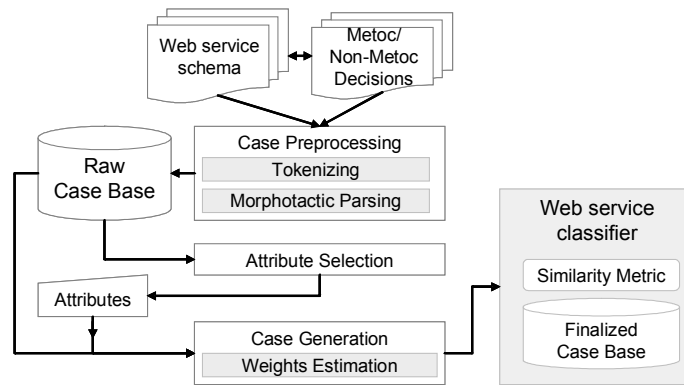 Web service
schema
Metoc/
Non-Metoc
Decisions
Case Preprocessing
Tokenizing
Morphotactic Parsing
Raw
Case Base
Attribute Selection
Attributes
Case Generation
Weights Estimation
Web service
classifier
Similarity Metric
Finalized
Case Base